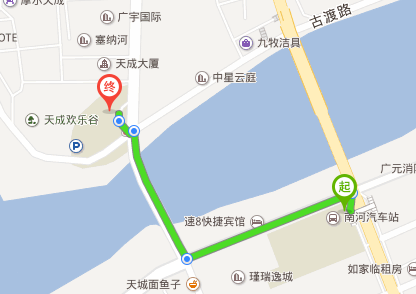 摩尔天成
广宇国际
塞纳河
OTE
天成大厦
古渡路
九牧洁具
中星云庭
终
天成欢乐谷
P
起
广元消防
南河汽车站
速8快捷宾馆
天城面鱼子
瑾瑞逸城
如家临租房